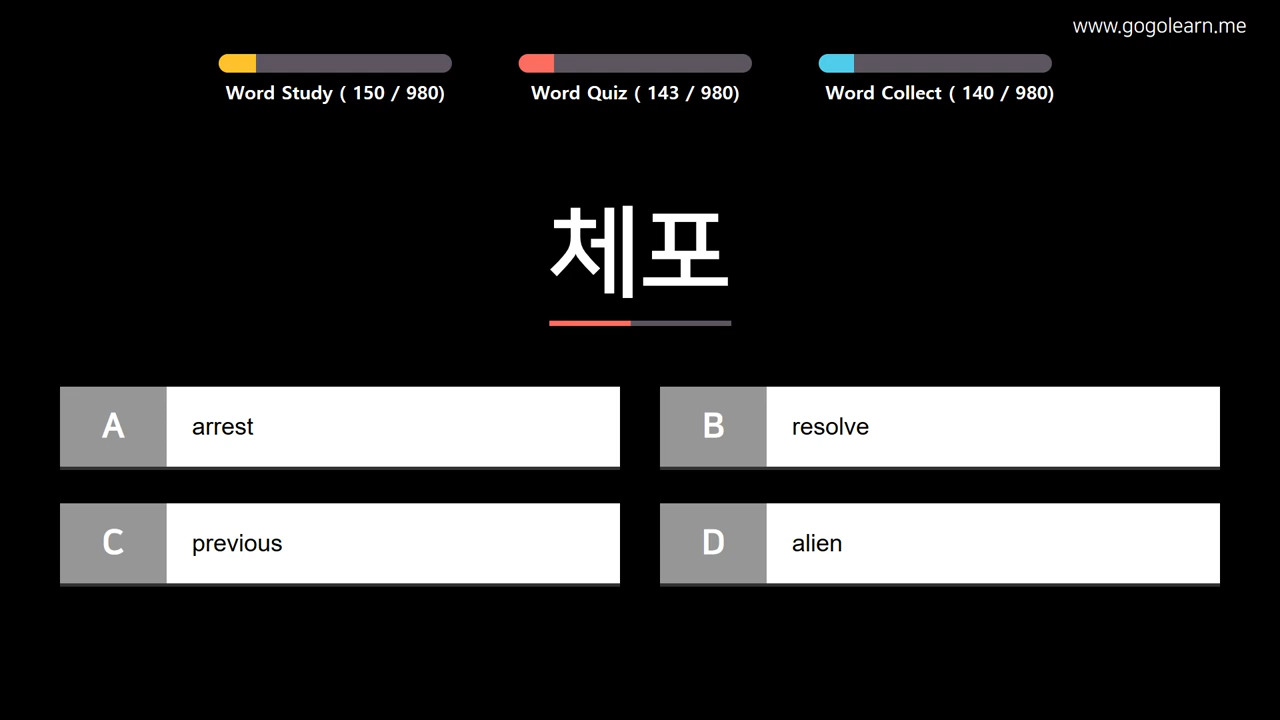 www.gogolearn.me
Word Study ( 150 / 980)
Word Quiz ( 143 / 980)
Word Collect ( 140 / 980)
체포
A arrest
B resolve
C previous
D alien